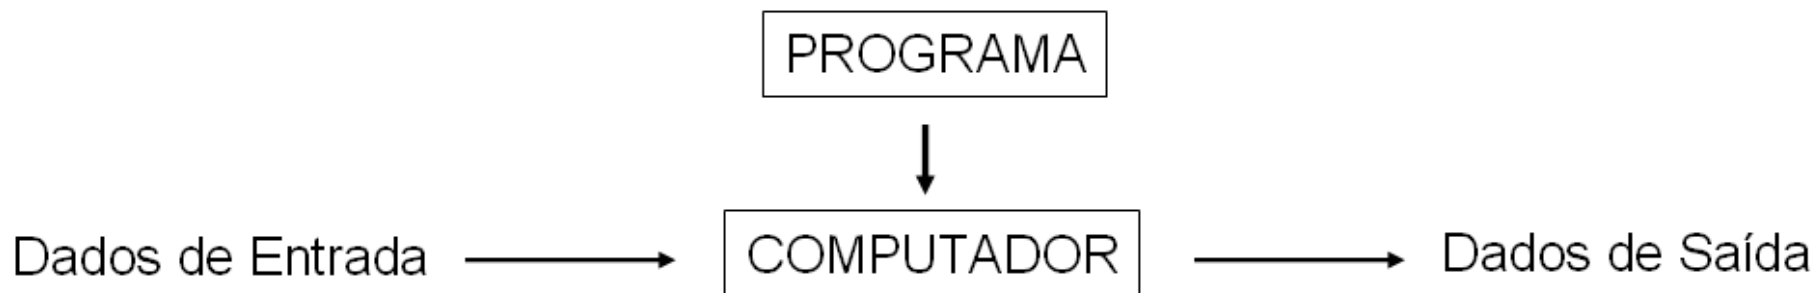 PROGRAMA
Dados de Entrada
COMPUTADOR
Dados de Saída